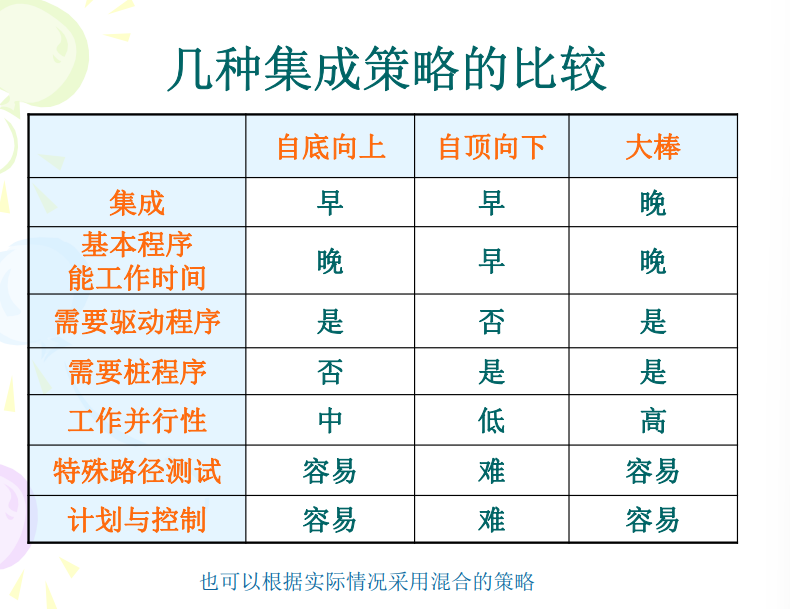 几种集成策略的比较
自底向上 自顶向下 大棒
集成 早 早 晚
基本程序
能工作时间 晚 早 晚
需要驱动程序 是 否 是
需要桩程序 否 是 是
工作并行性 中 低 高
特殊路径测试 容易 难 容易
计划与控制 容易 难 容易
也可以根据实际情况采用混合的策略